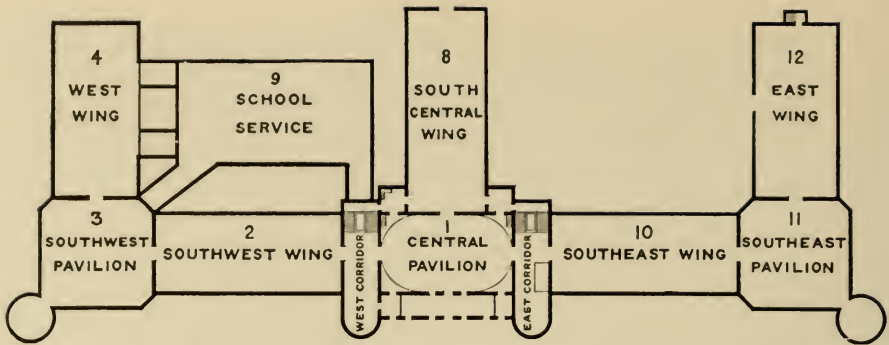 4
WEST
WING
9
SCHOOL
SERVICE
8
SOUTH
CENTRAL
WING
12
EAST
WING
3
SOUTHWEST
PAVILION
2
SOUTHWEST WING
WEST CORRIDOR
1
CENTRAL
PAVILION
EAST CORRIDOR
10
SOUTHEAST WING
11
SOUTHEAST
PAVILION